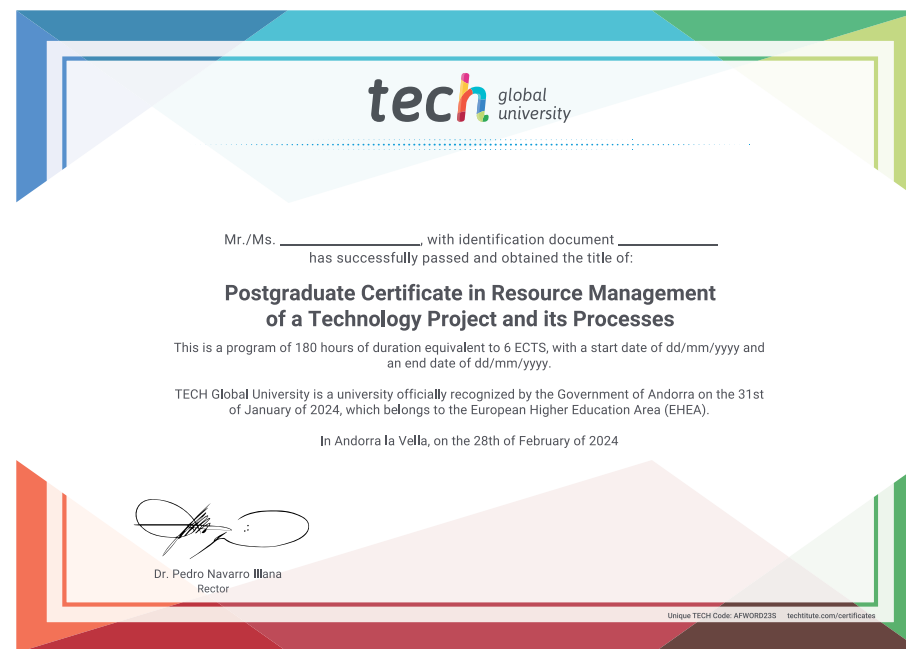 tech global
university
Mr./Ms. ________________, with identification document ____________
has successfully passed and obtained the title of:
Postgraduate Certificate in Resource Management
of a Technology Project and its Processes
This is a program of 180 hours of duration equivalent to 6 ECTS, with a start date of dd/mm/yyyy and
an end date of dd/mm/yyyy.
TECH Global University is a university officially recognized by the Government of Andorra on the 31st
of January of 2024, which belongs to the European Higher Education Area (EHEA).
In Andorra la Vella, on the 28th of February of 2024
Dr. Pedro Navarro Illana
Rector
Unique TECH Code: AFWORD23S techtitute.com/certificates